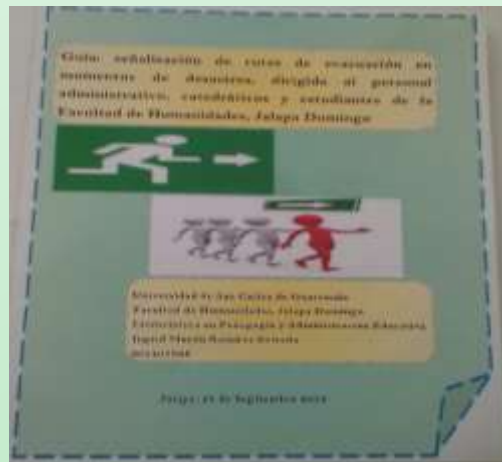 Guía: señalización de rutas de evacuación en
momentos de desastres, dirigida al personal
administrativo, catedráticos y estudiantes de la
Facultad de Humanidades, Jalapa Domingo
Universidad de San Carlos de Guatemala
Facultad de Humanidades, Jalapa Domingo
Licenciatura en Pedagogía y Administración Educativa
Ingrid
de Septiembre